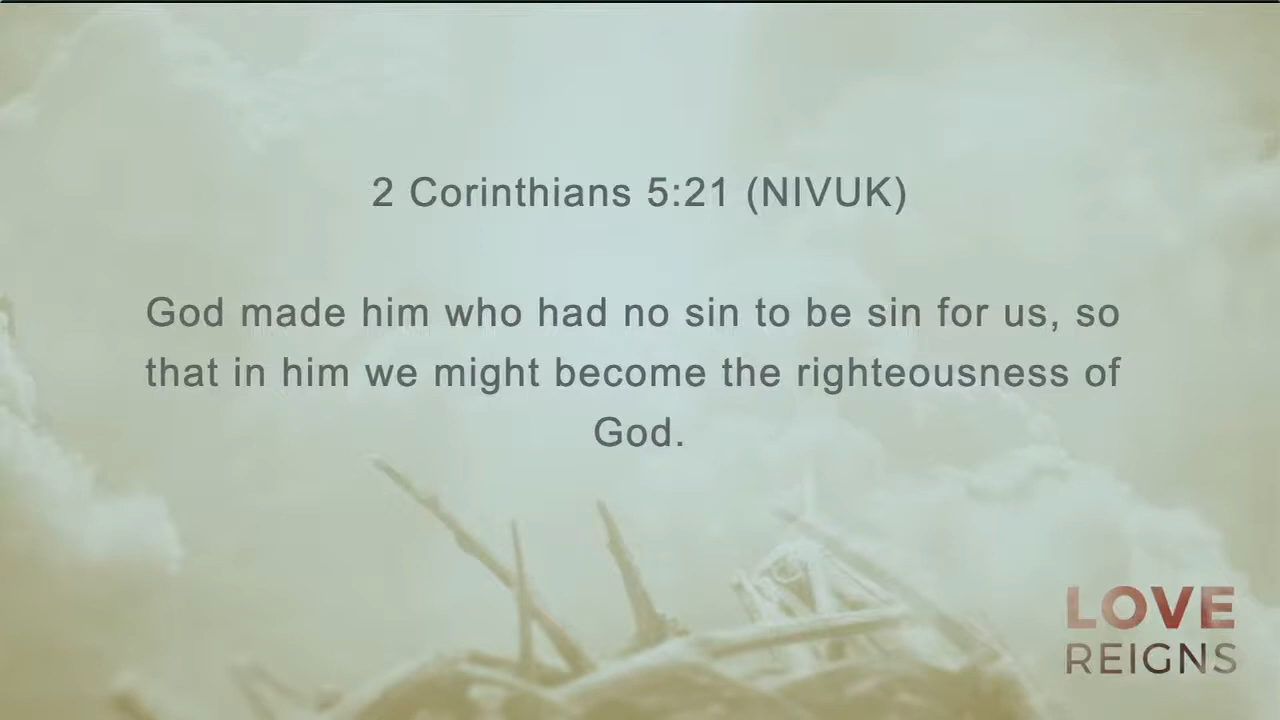 2 Corinthians 5:21 (NIVUK)
God made him who had no sin to be sin for us, so
that in him we might become the righteousness of
God.
LOVE
REIGNS